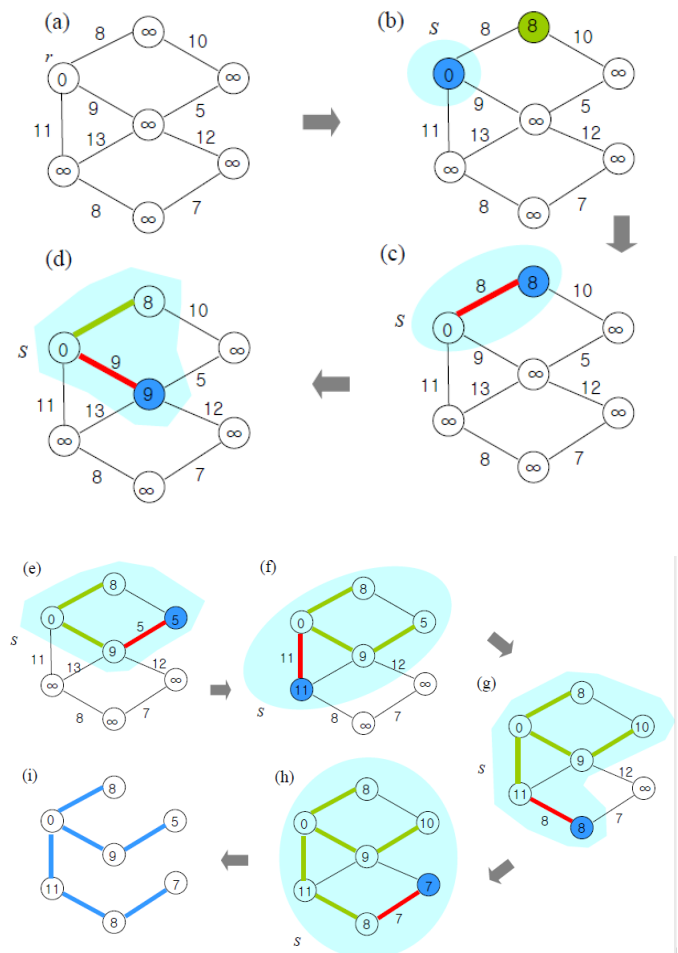 (a)
8 ∞ 10
r
0 ∞
9 5
11 13 ∞ 12
∞ ∞
8 7
∞
(b)
S 8 8 10
0 ∞
9 5
11 13 ∞ 12
∞ ∞
8 7
∞
(c)
8 8 10
S 0 ∞
9 5
11 13 ∞ 12
∞ ∞
8 7
∞
(d)
8 10
S 0 9 ∞
5
11 13 9 12
∞ ∞
8 7
∞
(e)
8
0 5 5
S 9
11 13 12
∞ ∞
8 7
∞
(f)
8
0 5
11 9 12
11 ∞
S 8 7
∞
(g)
8
0 10
S 9 12
11 ∞
8 7
8
(h)
8
0 10
9
11 7
8 7
S
(i)
8
0 5
9
11 7
8